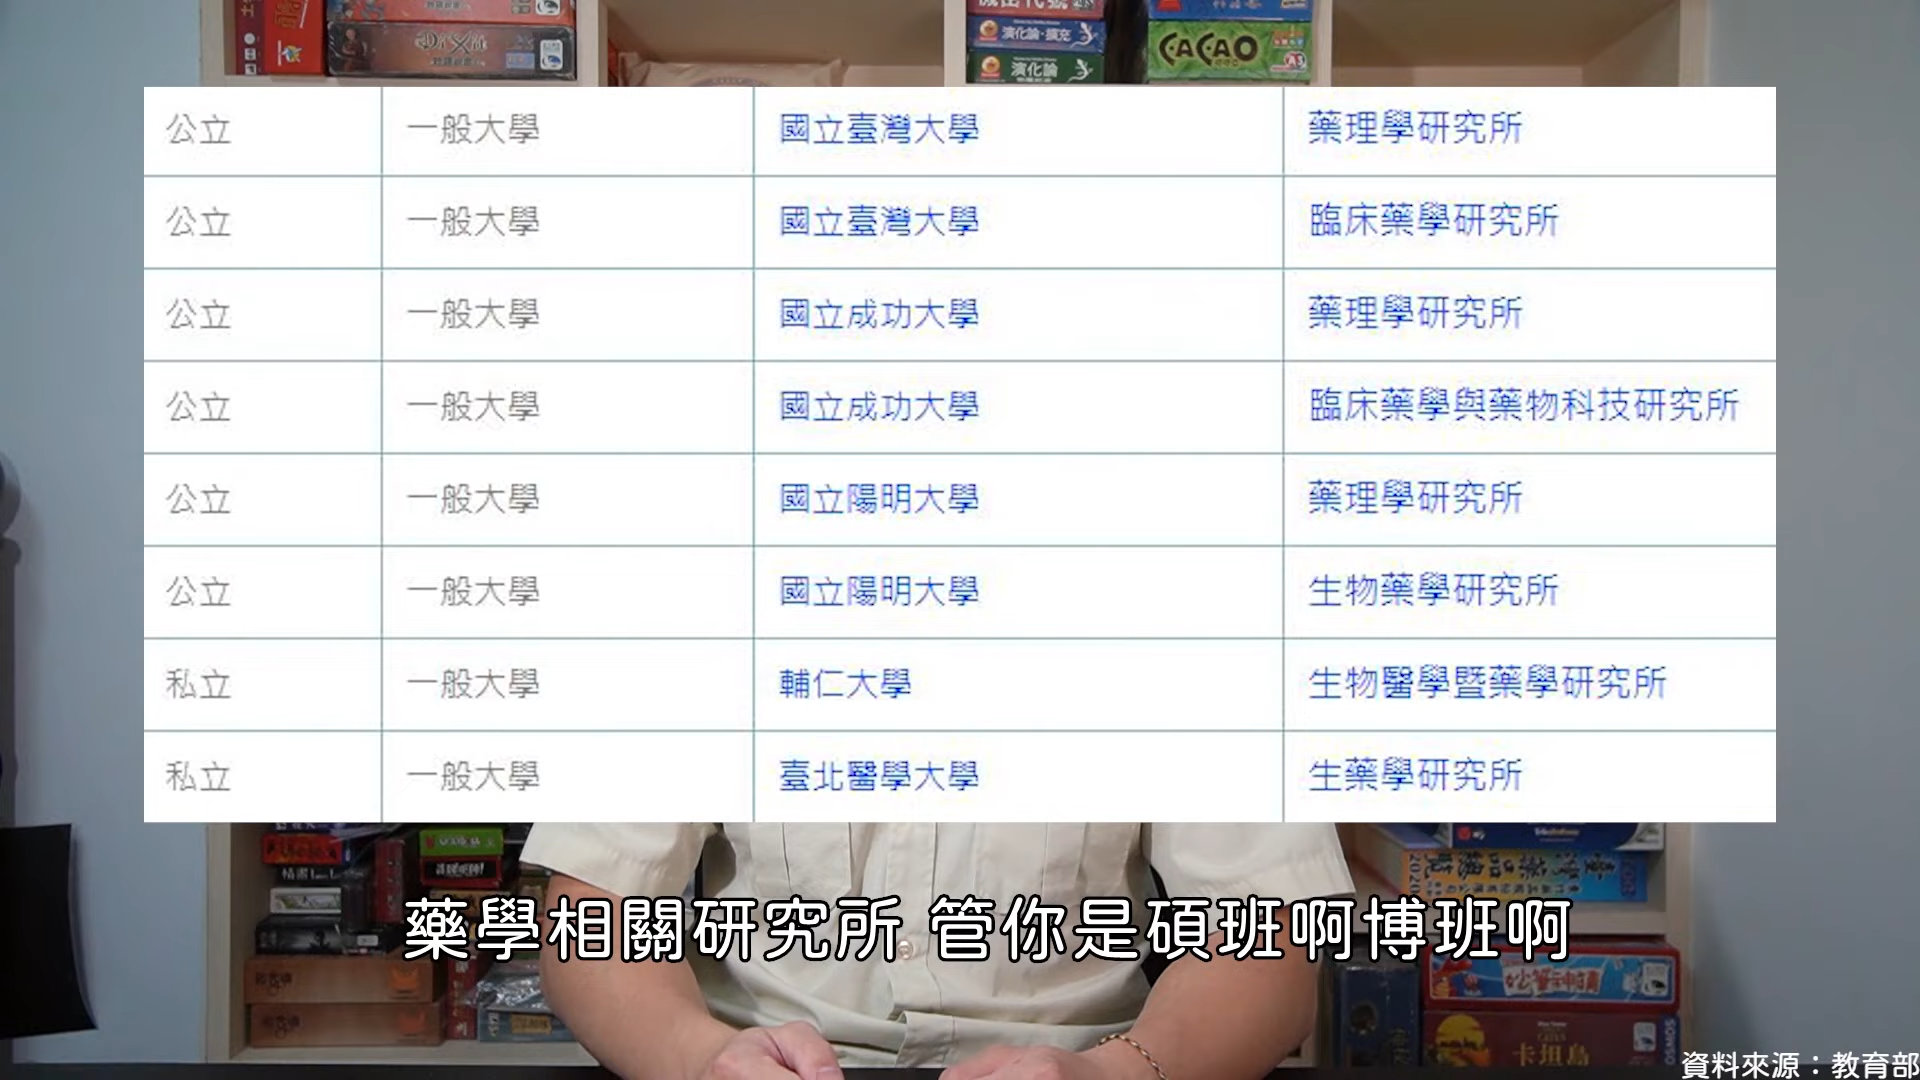 演化論·擴充
演化論
CACAO
公立 一般大學 國立臺灣大學 藥理學研究所
公立 一般大學 國立臺灣大學 臨床藥學研究所
公立 一般大學 國立成功大學 藥理學研究所
公立 一般大學 國立成功大學 臨床藥學與藥物科技研究所
公立 一般大學 國立陽明大學 藥理學研究所
公立 一般大學 國立陽明大學 生物藥學研究所
私立 一般大學 輔仁大學 生物醫學暨藥學研究所
私立 一般大學 臺北醫學大學 生藥學研究所
藥學相關研究所 管你是碩班啊博班啊
卡坦島
資料來源：教育部